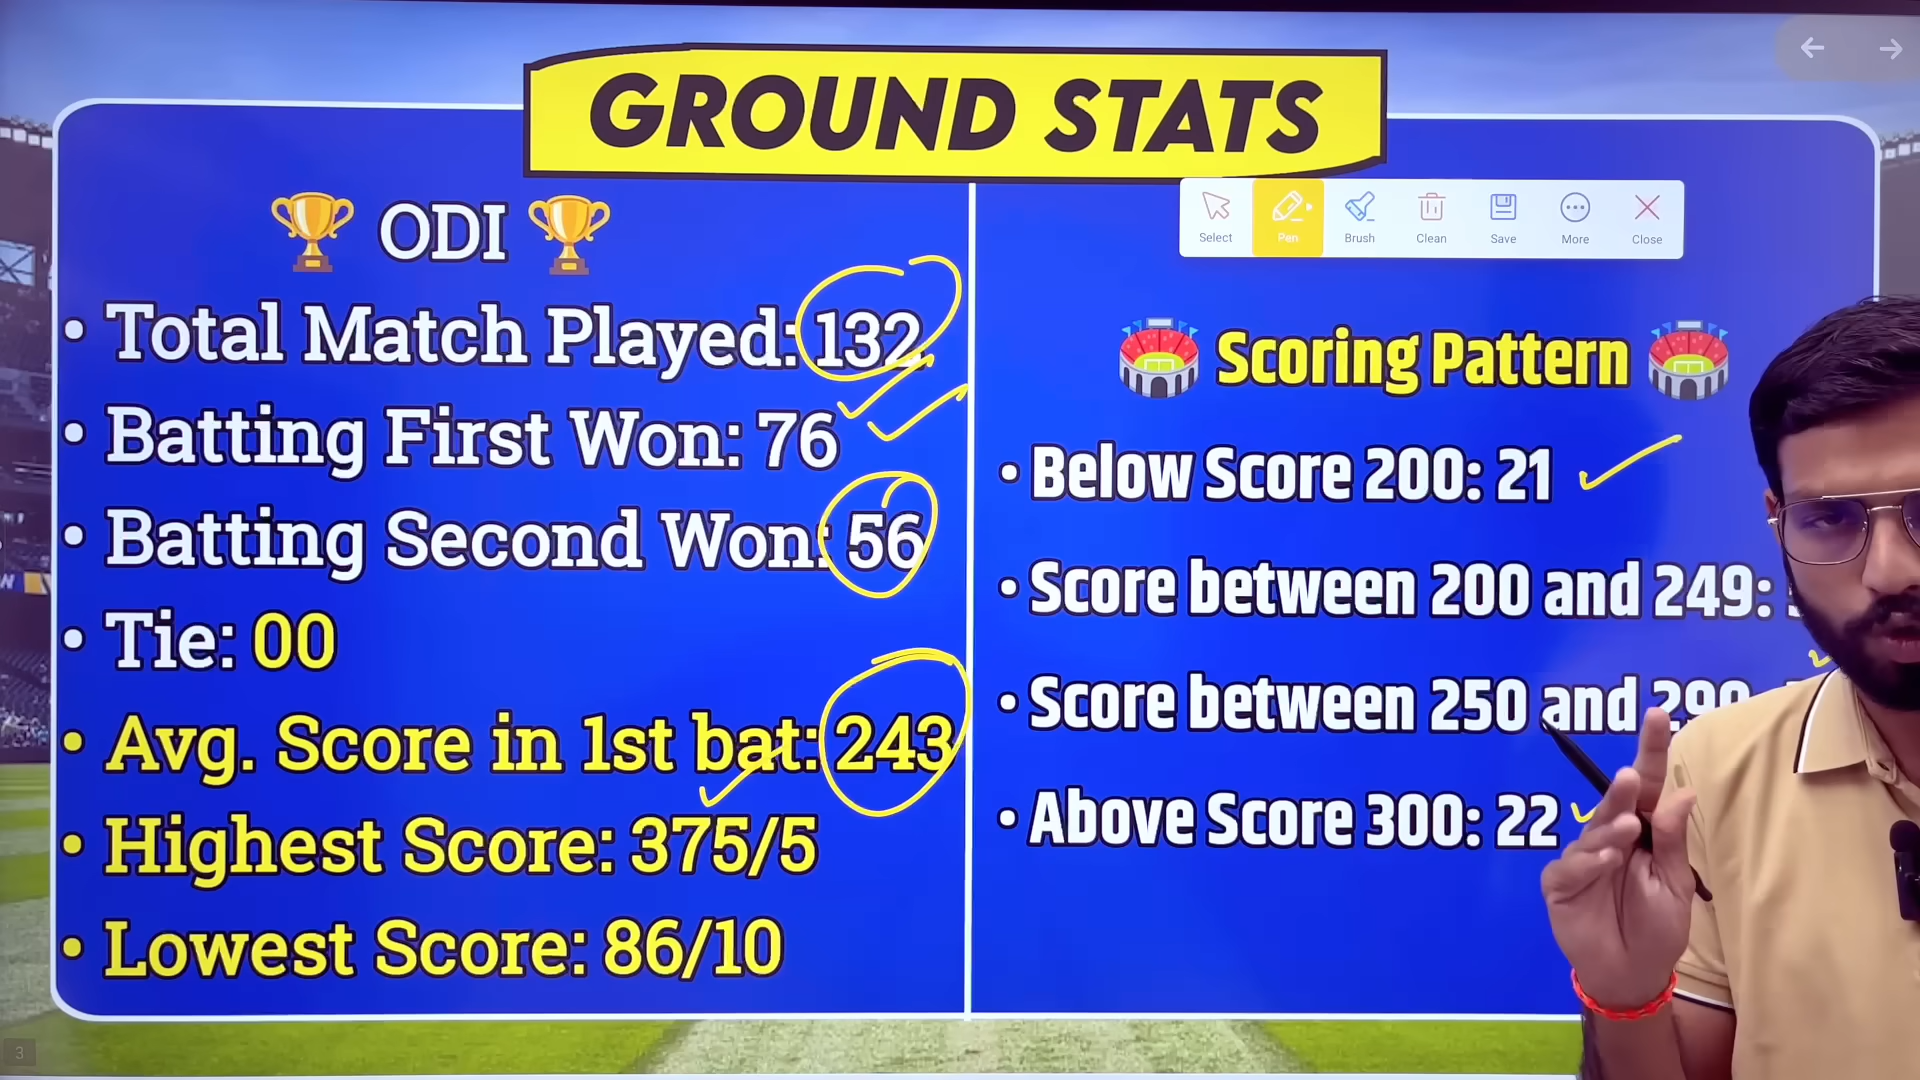 GROUND STATS
ODI
• Total Match Played: 132
• Batting First Won: 76
• Batting Second Won: 56
• Tie: 00
• Avg. Score in 1st bat: 243
• Highest Score: 375/5
• Lowest Score: 86/10
Select Pen Brush Clean Save More Close
Scoring Pattern
• Below Score 200: 21
• Score between 200 and 249:
• Score between 250 and
• Above Score 300: 22
3